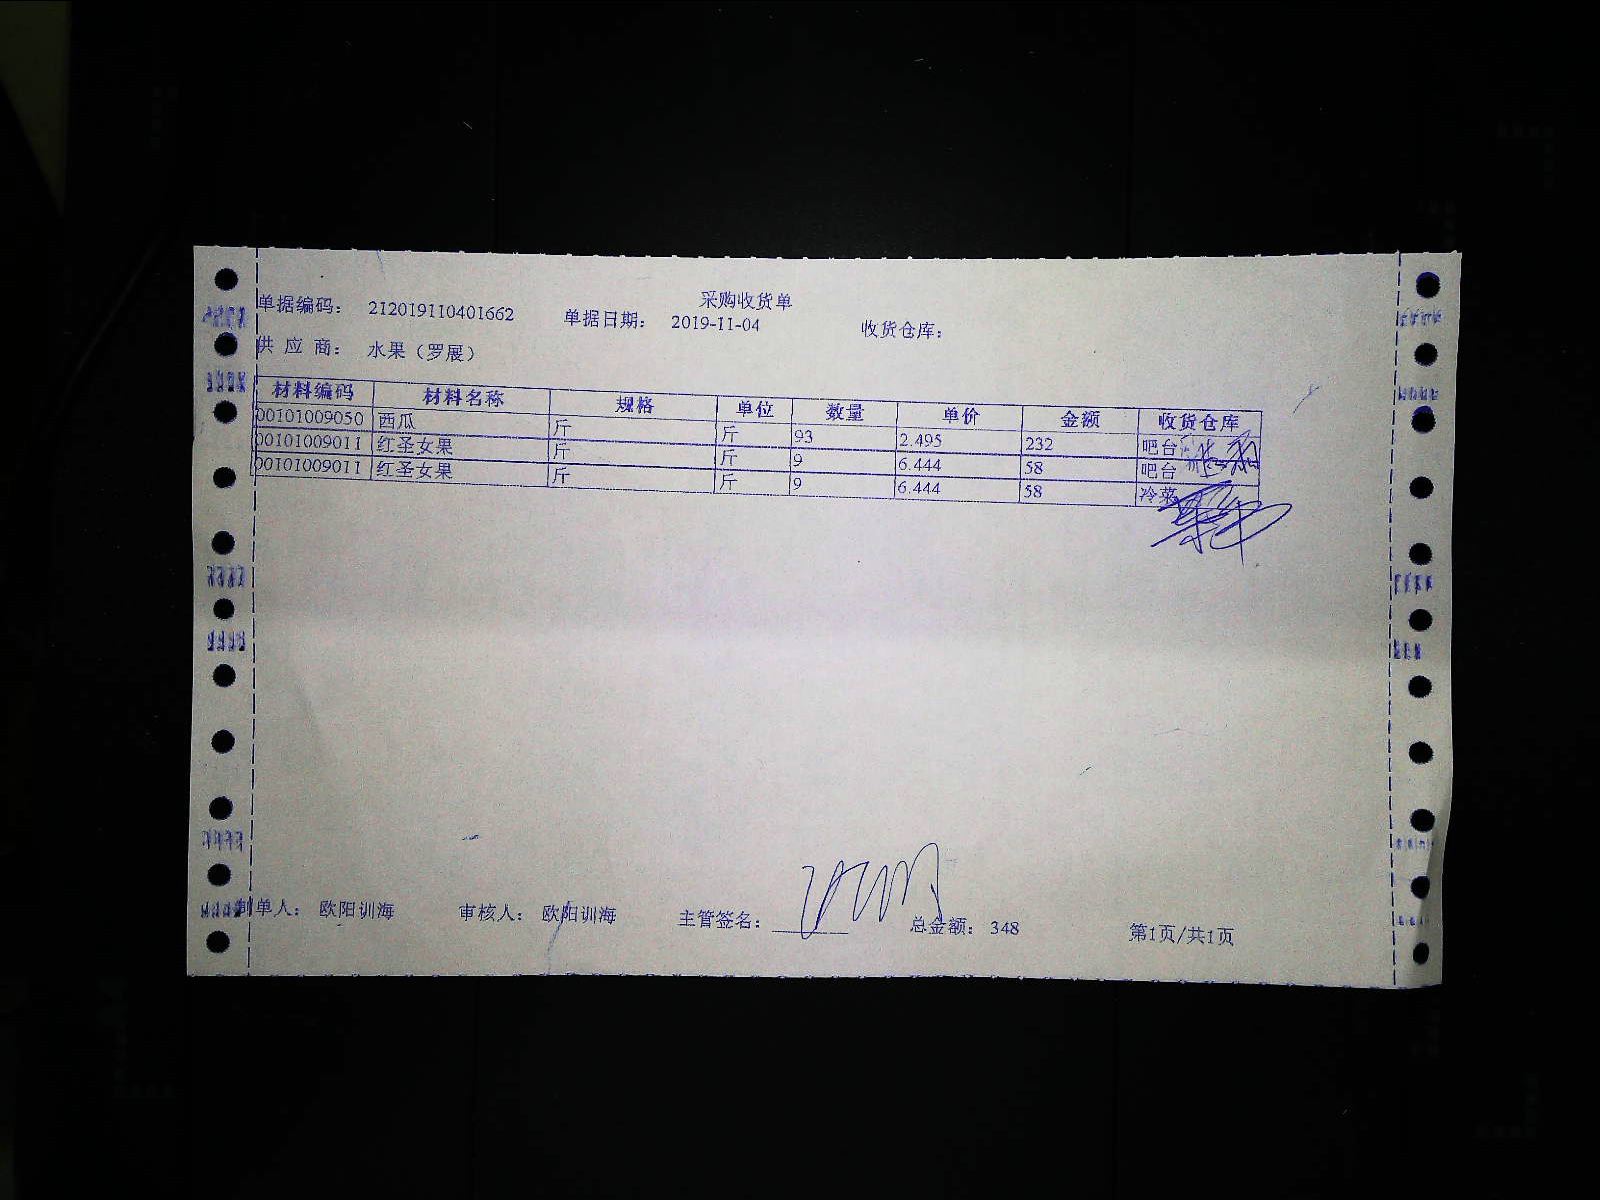 采购收货单
单据编码： 212019110401662 单据日期： 2019-11-04 收货仓库：
供 应 商： 水果（罗展）
材料编码 材料名称 规格 单位 数量 单价 金额 收货仓库
00101009050 西瓜 斤 斤 93 2.495 232 吧台
00101009011 红圣女果 斤 斤 9 6.444 58 吧台
00101009011 红圣女果 斤 斤 9 6.444 58 冷菜
制单人： 欧阳训海 审核人： 欧阳训海 主管签名： 总金额： 348 第1页/共1页